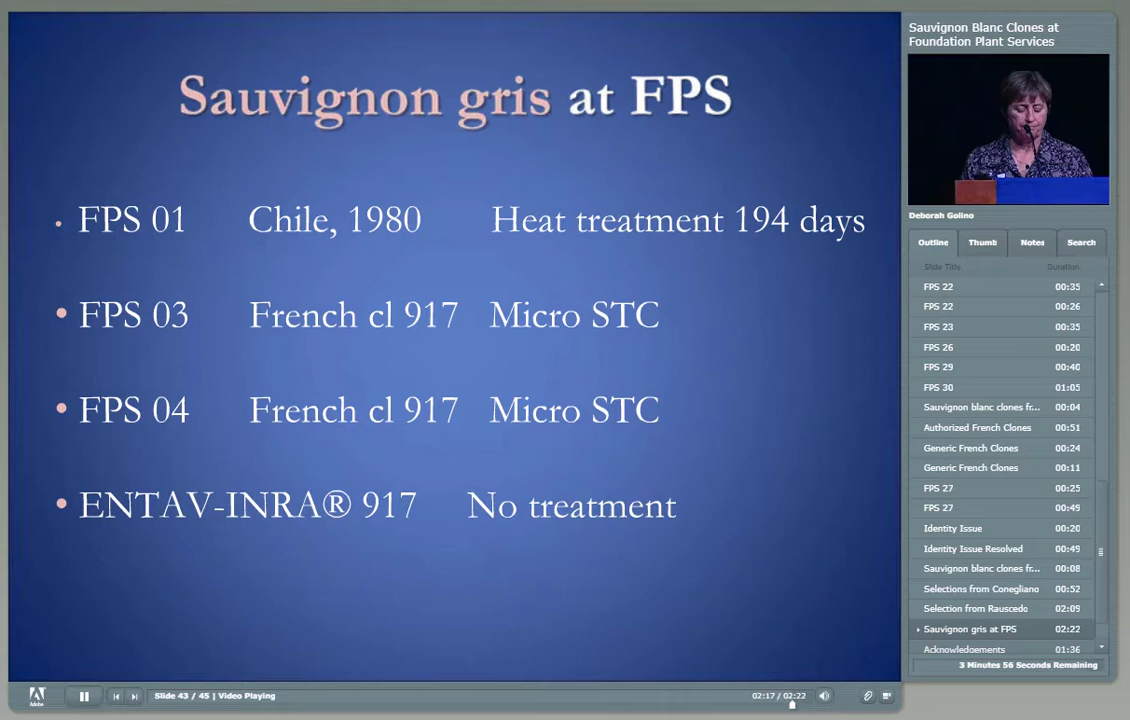 Sauvignon gris at FPS
• FPS 01 Chile, 1980 Heat treatment 194 days
• FPS 03 French cl 917 Micro STC
• FPS 04 French cl 917 Micro STC
• ENTAV-INRA® 917 No treatment
Sauvignon Blanc Clones at
Foundation Plant Services
Deborah Golino
Outline Thumb Notes Search
Slide Title Duration
FPS 22 00:35
FPS 22 00:26
FPS 23 00:35
FPS 26 00:20
FPS 29 00:40
FPS 30 01:05
Sauvignon blanc clones fr... 00:04
Authorized French Clones 00:51
Generic French Clones 00:24
Generic French Clones 00:11
FPS 27 00:25
FPS 27 00:49
Identity Issue 00:20
Identity Issue Resolved 00:49
Sauvignon blanc clones fr... 00:08
Selections from Conegliano 00:52
Selection from Rauscedo 02:09
Sauvignon gris at FPS 02:22
Acknowledgements 01:36
3 Minutes 56 Seconds Remaining
Adobe
Slide 43 / 45 | Video Playing
02:17 / 02:22